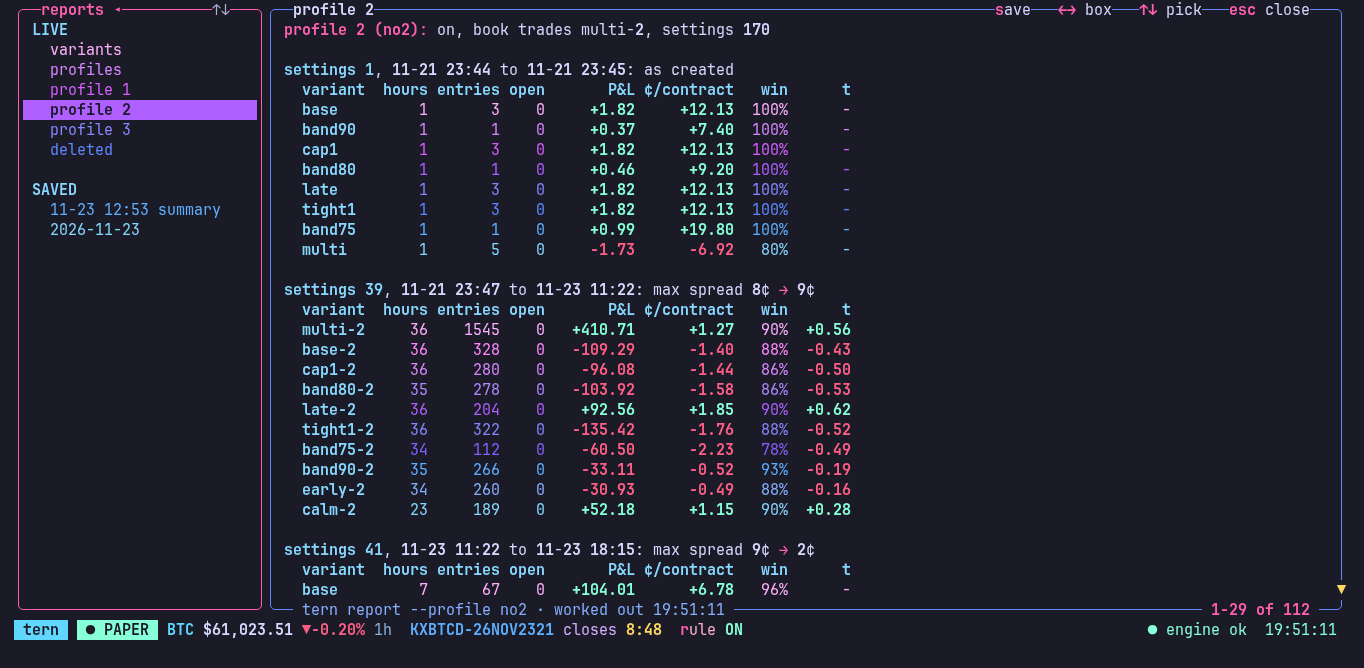 reports ◂ ↑↓
LIVE
variants
profiles
profile 1
profile 2
profile 3
deleted
SAVED
11-23 12:53 summary
2026-11-23
profile 2 save ↔ box ↑↓ pick esc close
profile 2 (no2): on, book trades multi-2, settings 170
settings 1, 11-21 23:44 to 11-21 23:45: as created
variant hours entries open P&L ¢/contract win t
base 1 3 0 +1.82 +12.13 100% -
band90 1 1 0 +0.37 +7.40 100% -
cap1 1 3 0 +1.82 +12.13 100% -
band80 1 1 0 +0.46 +9.20 100% -
late 1 3 0 +1.82 +12.13 100% -
tight1 1 3 0 +1.82 +12.13 100% -
band75 1 1 0 +0.99 +19.80 100% -
multi 1 5 0 -1.73 -6.92 80% -
settings 39, 11-21 23:47 to 11-23 11:22: max spread 8¢ → 9¢
variant hours entries open P&L ¢/contract win t
multi-2 36 1545 0 +410.71 +1.27 90% +0.56
base-2 36 328 0 -109.29 -1.40 88% -0.43
cap1-2 36 280 0 -96.08 -1.44 86% -0.50
band80-2 35 278 0 -103.92 -1.58 86% -0.53
late-2 36 204 0 +92.56 +1.85 90% +0.62
tight1-2 36 322 0 -135.42 -1.76 88% -0.52
band75-2 34 112 0 -60.50 -2.23 78% -0.49
band90-2 35 266 0 -33.11 -0.52 93% -0.19
early-2 34 260 0 -30.93 -0.49 88% -0.16
calm-2 23 189 0 +52.18 +1.15 90% +0.28
settings 41, 11-23 11:22 to 11-23 18:15: max spread 9¢ → 2¢
variant hours entries open P&L ¢/contract win t
base 7 67 0 +104.01 +6.78 96% -
tern report --profile no2 · worked out 19:51:11 1-29 of 112
tern ● PAPER BTC $61,023.51 ▼-0.20% 1h KXBTCD-26NOV2321 closes 8:48 rule ON ● engine ok 19:51:11